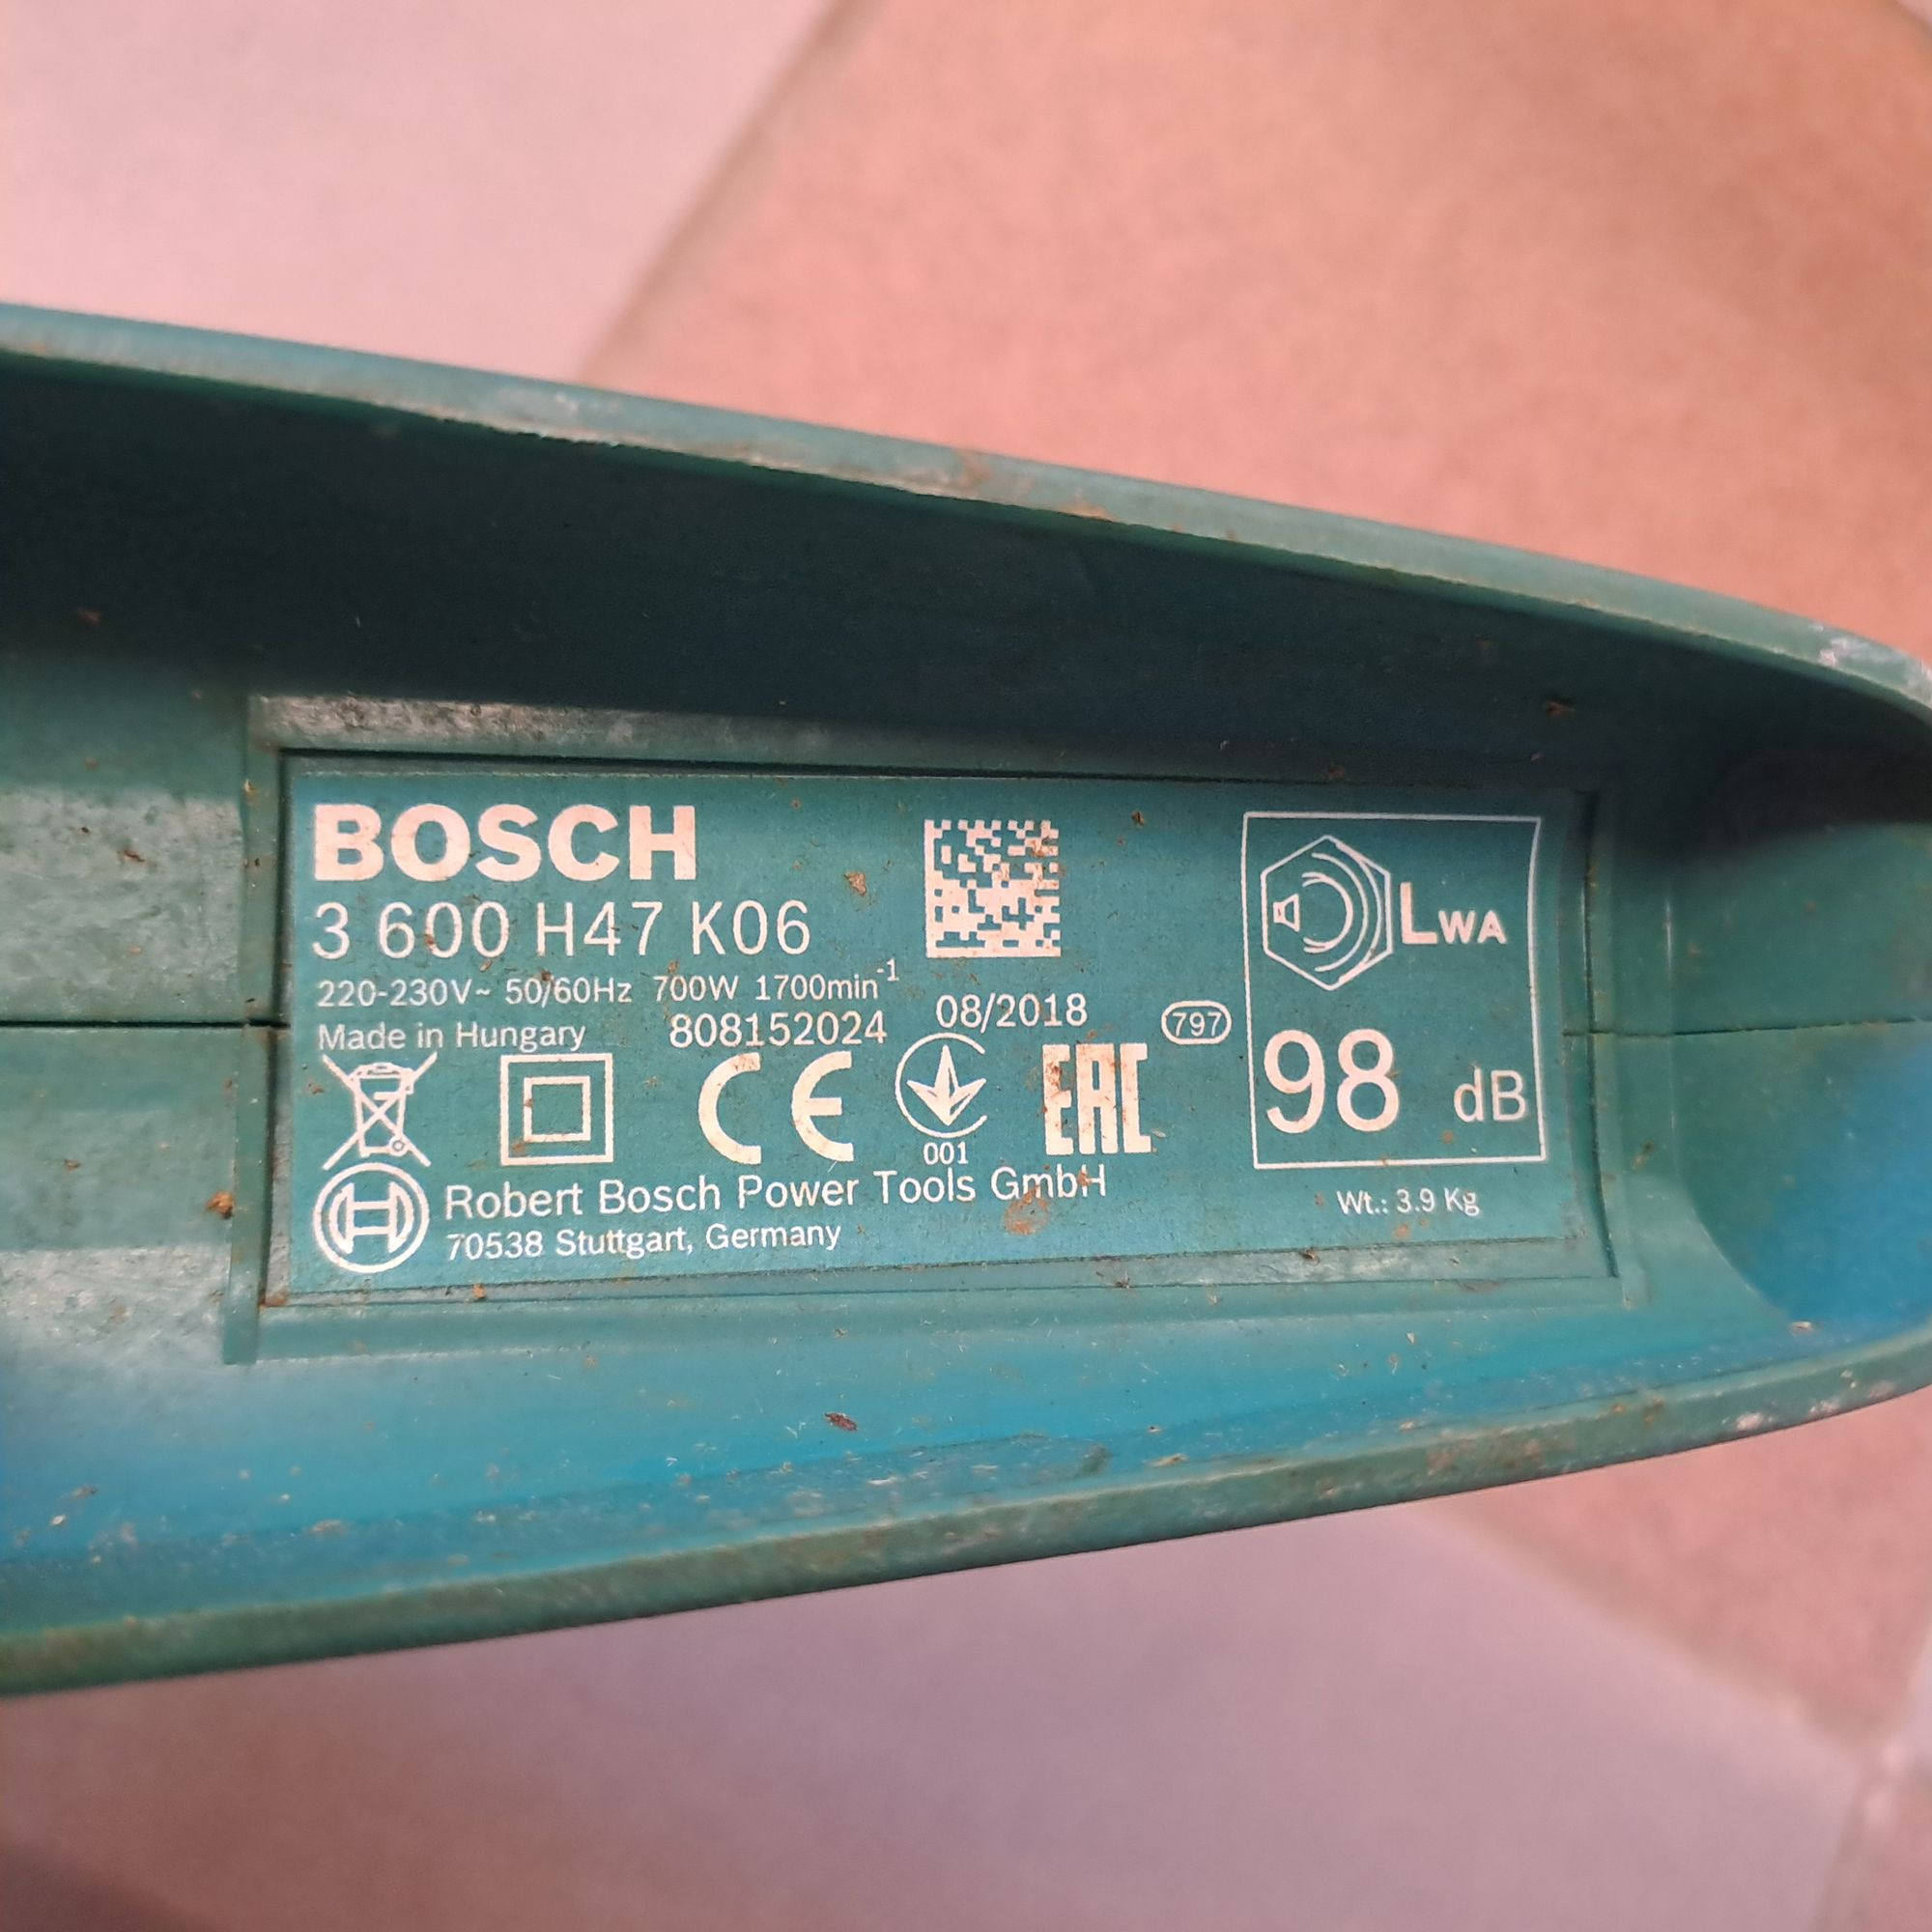 BOSCH
3 600 H47 K06
220-230V~ 50/60Hz 700W 1700min⁻¹
Made in Hungary 808152024 08/2018
797
CE 001 EAC
Robert Bosch Power Tools GmbH
70538 Stuttgart, Germany
LWA
98 dB
Wt.: 3.9 Kg